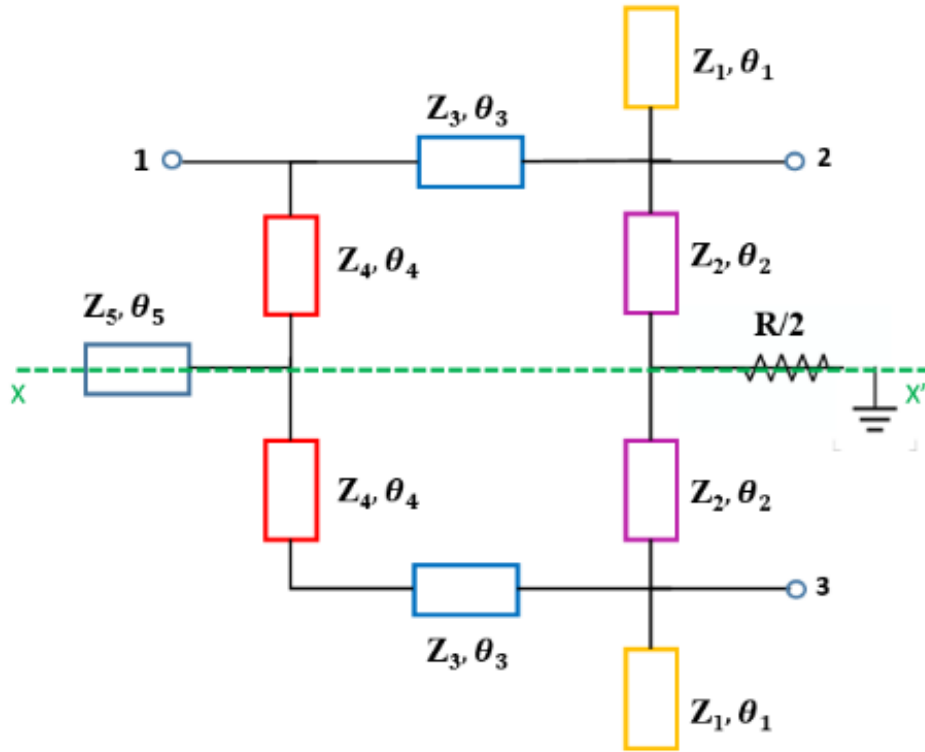 Z₁, θ₁
Z₃, θ₃
1
2
Z₄, θ₄
Z₂, θ₂
Z₅, θ₅
R/2
X
X'
Z₄, θ₄
Z₂, θ₂
3
Z₃, θ₃
Z₁, θ₁